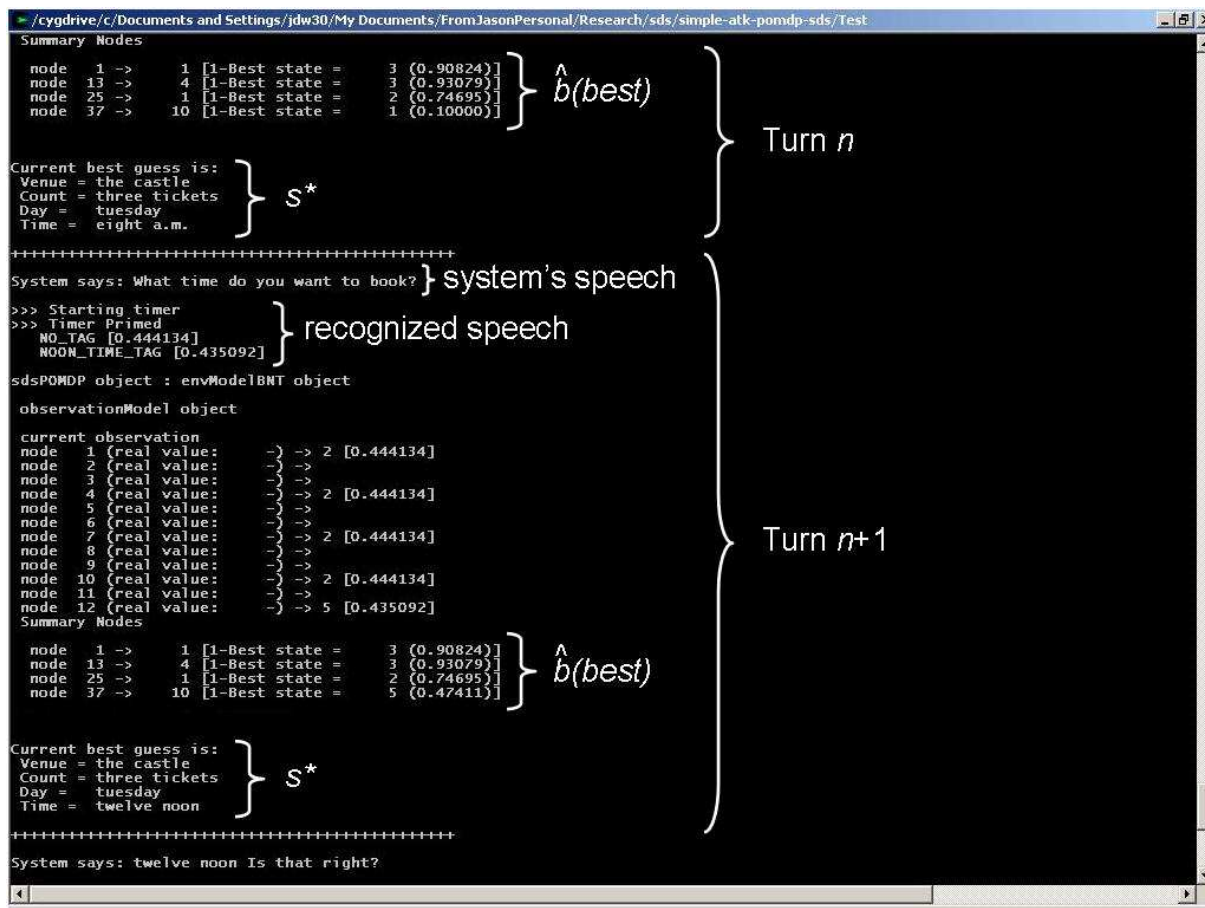 /cygdrive/c/Documents and Settings/jdw30/My Documents/FromJasonPersonal/Research/sds/simple-atk-pomdp-sds/Test
Summary Nodes
node 1 -> 1 [1-Best state = 3 (0.90824)]
node 13 -> 4 [1-Best state = 3 (0.93079)]
node 25 -> 1 [1-Best state = 2 (0.74695)]
node 37 -> 10 [1-Best state = 1 (0.10000)]
b̂(best)
Turn n
Current best guess is:
Venue = the castle
Count = three tickets
Day = tuesday
Time = eight a.m.
s*
++++++++++++++++++++++++++++++++++++++++++++++++++++
System says: What time do you want to book? system's speech
>>> Starting timer
>>> Timer Primed
NO_TAG [0.444134]
NOON_TIME_TAG [0.435092]
recognized speech
sdsPOMDP object : envModelBNT object
observationModel object
current observation
node 1 (real value: -) -> 2 [0.444134]
node 2 (real value: -) ->
node 3 (real value: -) ->
node 4 (real value: -) -> 2 [0.444134]
node 5 (real value: -) ->
node 6 (real value: -) ->
node 7 (real value: -) -> 2 [0.444134]
node 8 (real value: -) ->
node 9 (real value: -) ->
node 10 (real value: -) -> 2 [0.444134]
node 11 (real value: -) ->
node 12 (real value: -) -> 5 [0.435092]
Turn n+1
Summary Nodes
node 1 -> 1 [1-Best state = 3 (0.90824)]
node 13 -> 4 [1-Best state = 3 (0.93079)]
node 25 -> 1 [1-Best state = 2 (0.74695)]
node 37 -> 10 [1-Best state = 5 (0.47411)]
b̂(best)
Current best guess is:
Venue = the castle
Count = three tickets
Day = tuesday
Time = twelve noon
s*
++++++++++++++++++++++++++++++++++++++++++++++++++++
System says: twelve noon Is that right?